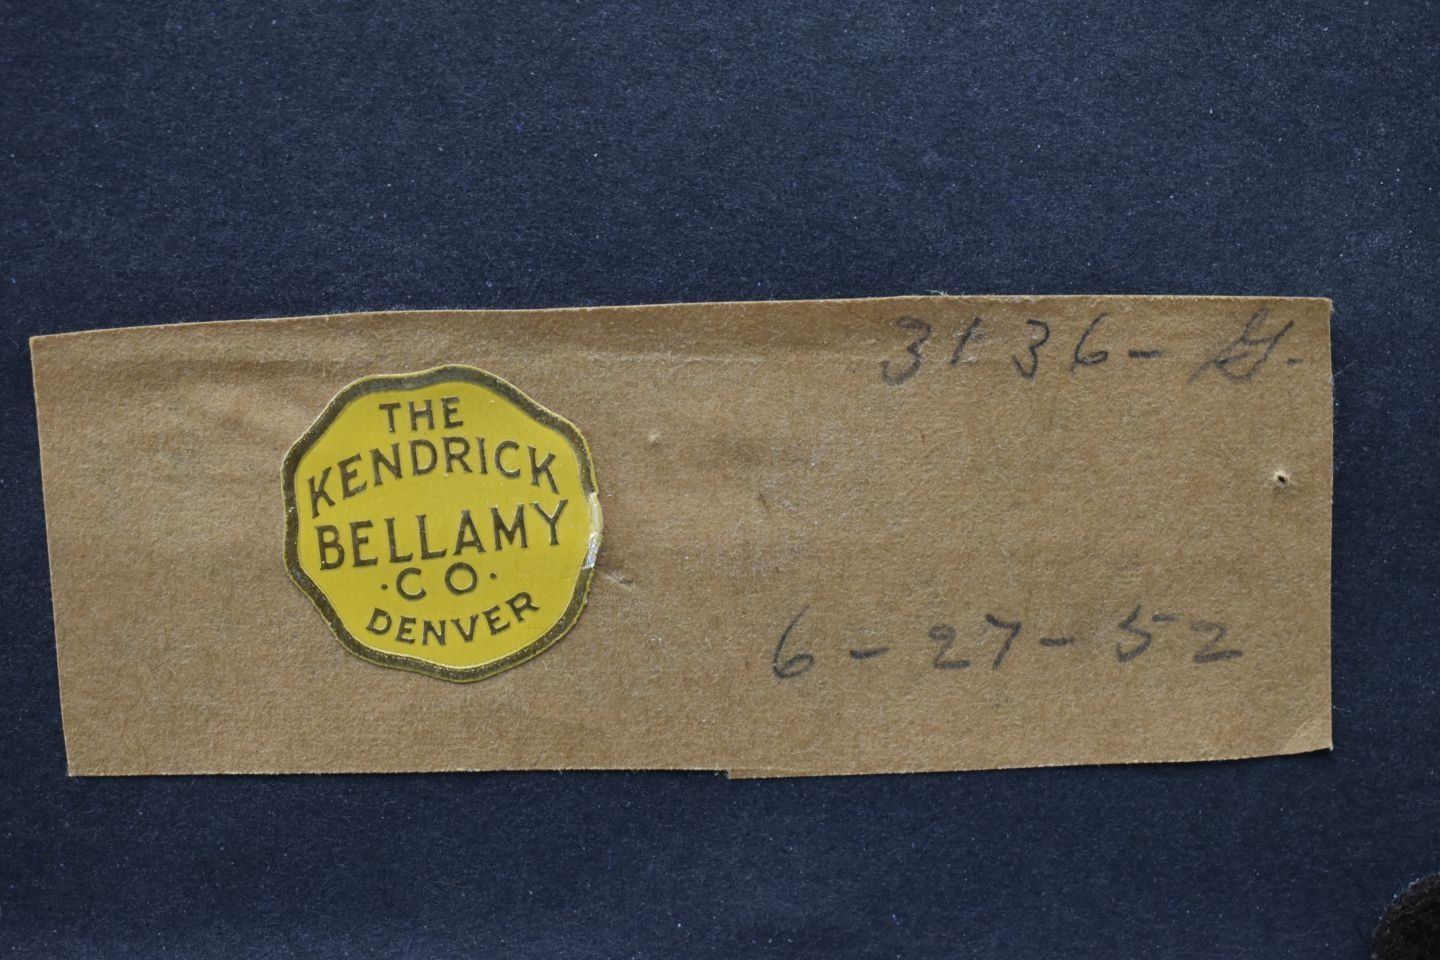 3136-G.
THE
KENDRICK
BELLAMY
·CO·
DENVER
6-27-52